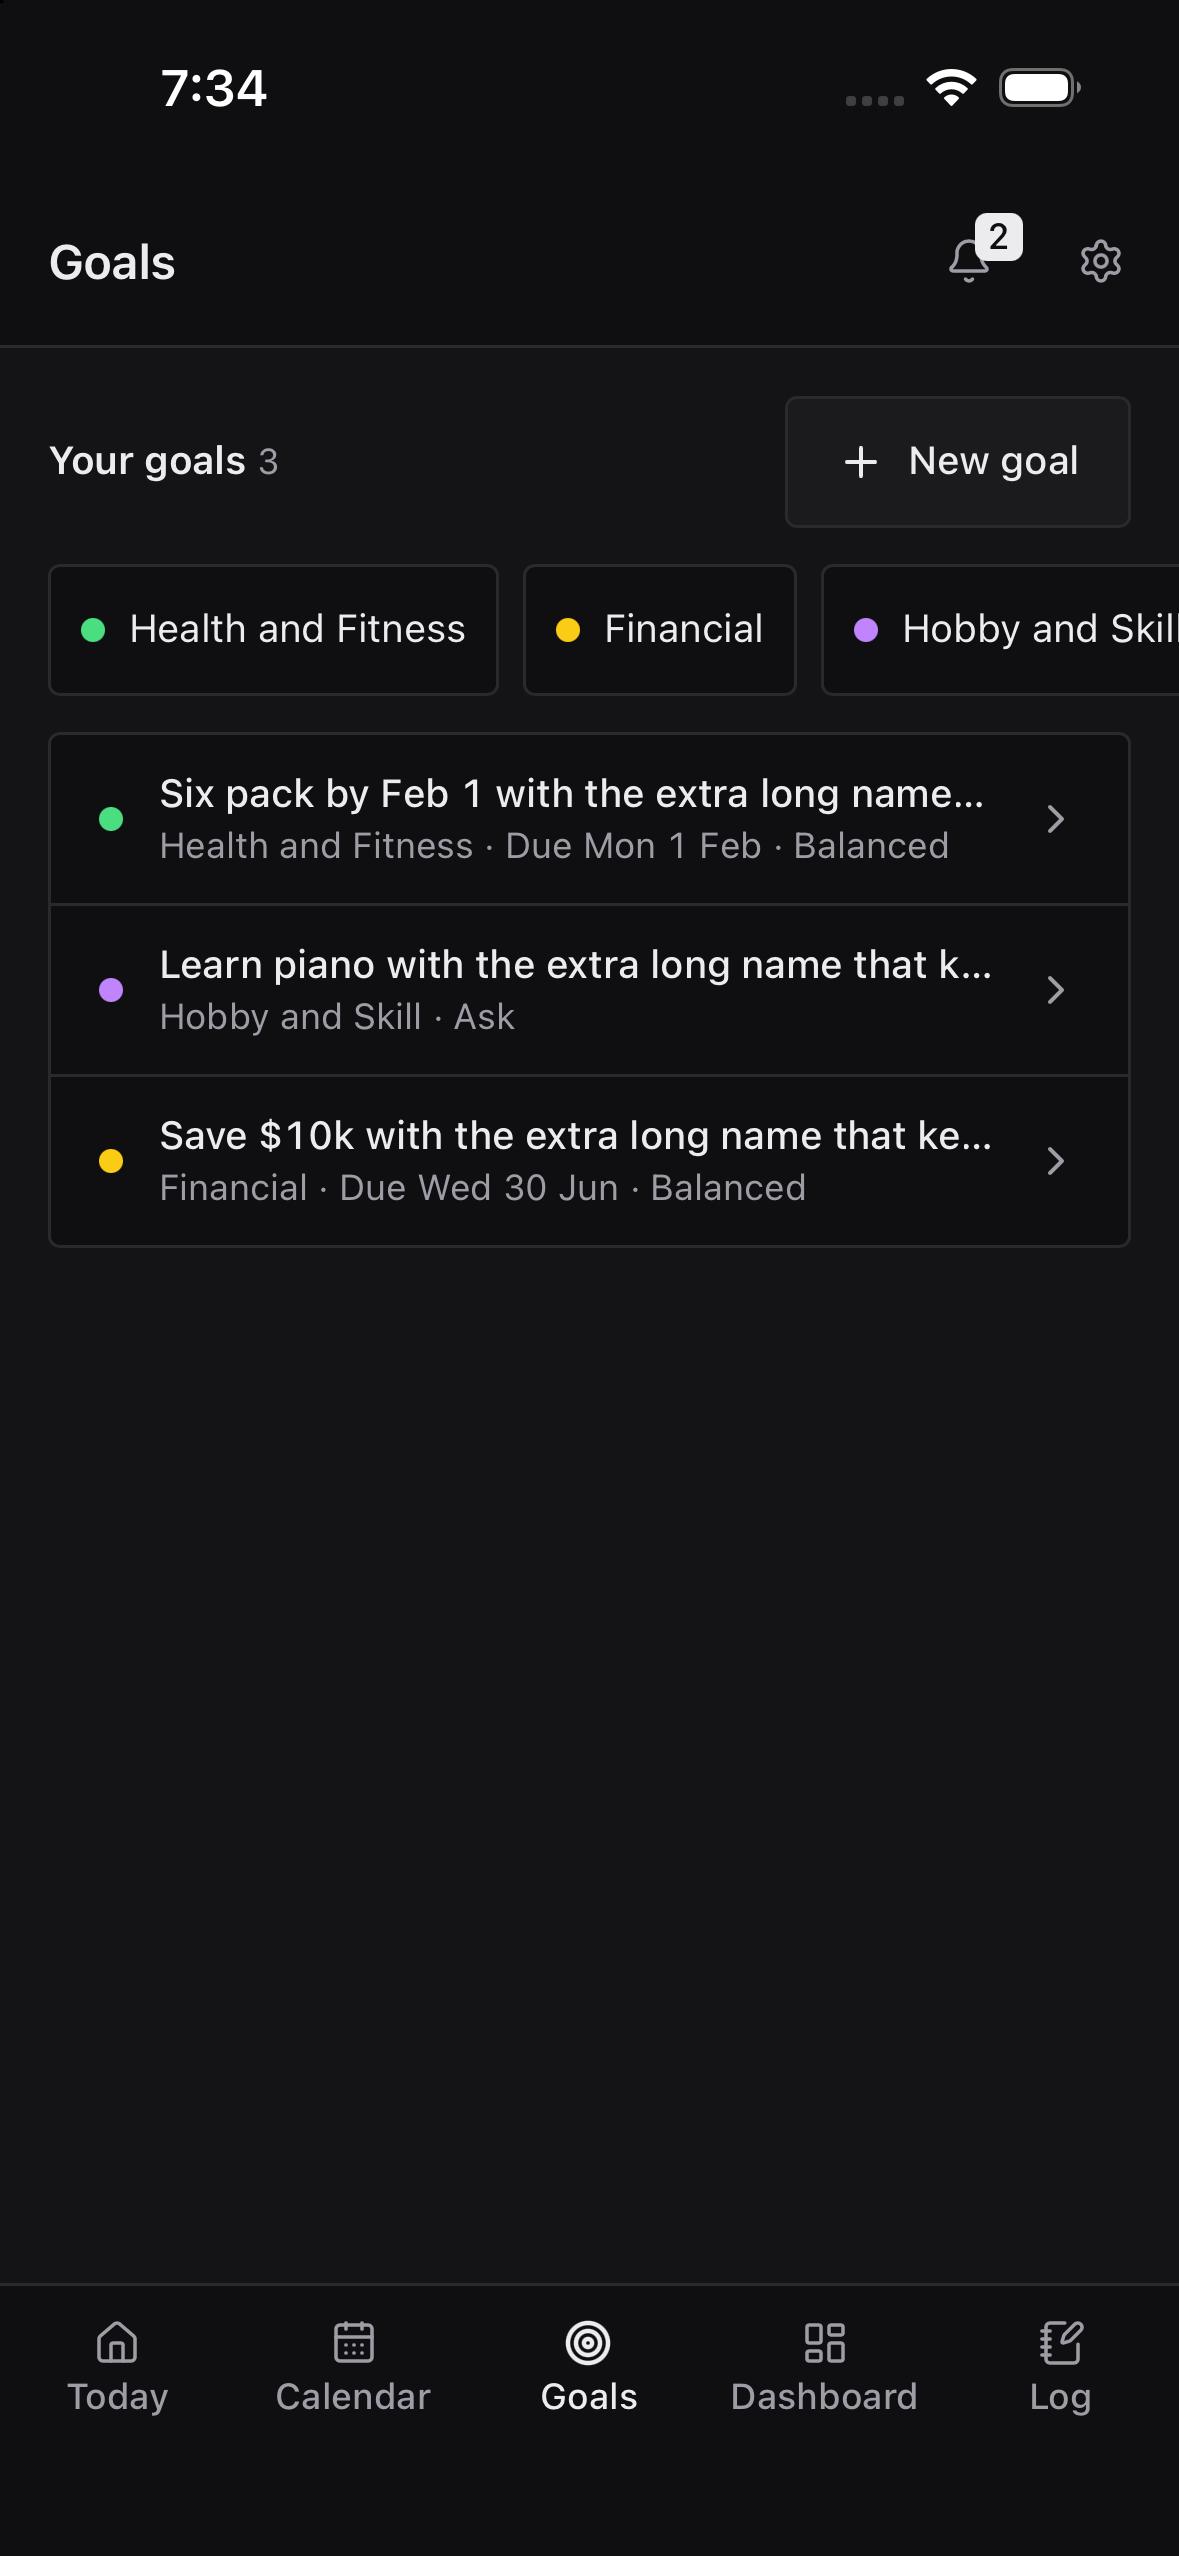 7:34
Goals
2
Your goals 3
+ New goal
Health and Fitness
Financial
Hobby and Skill
Six pack by Feb 1 with the extra long name...
Health and Fitness · Due Mon 1 Feb · Balanced
Learn piano with the extra long name that k...
Hobby and Skill · Ask
Save $10k with the extra long name that ke...
Financial · Due Wed 30 Jun · Balanced
Today
Calendar
Goals
Dashboard
Log